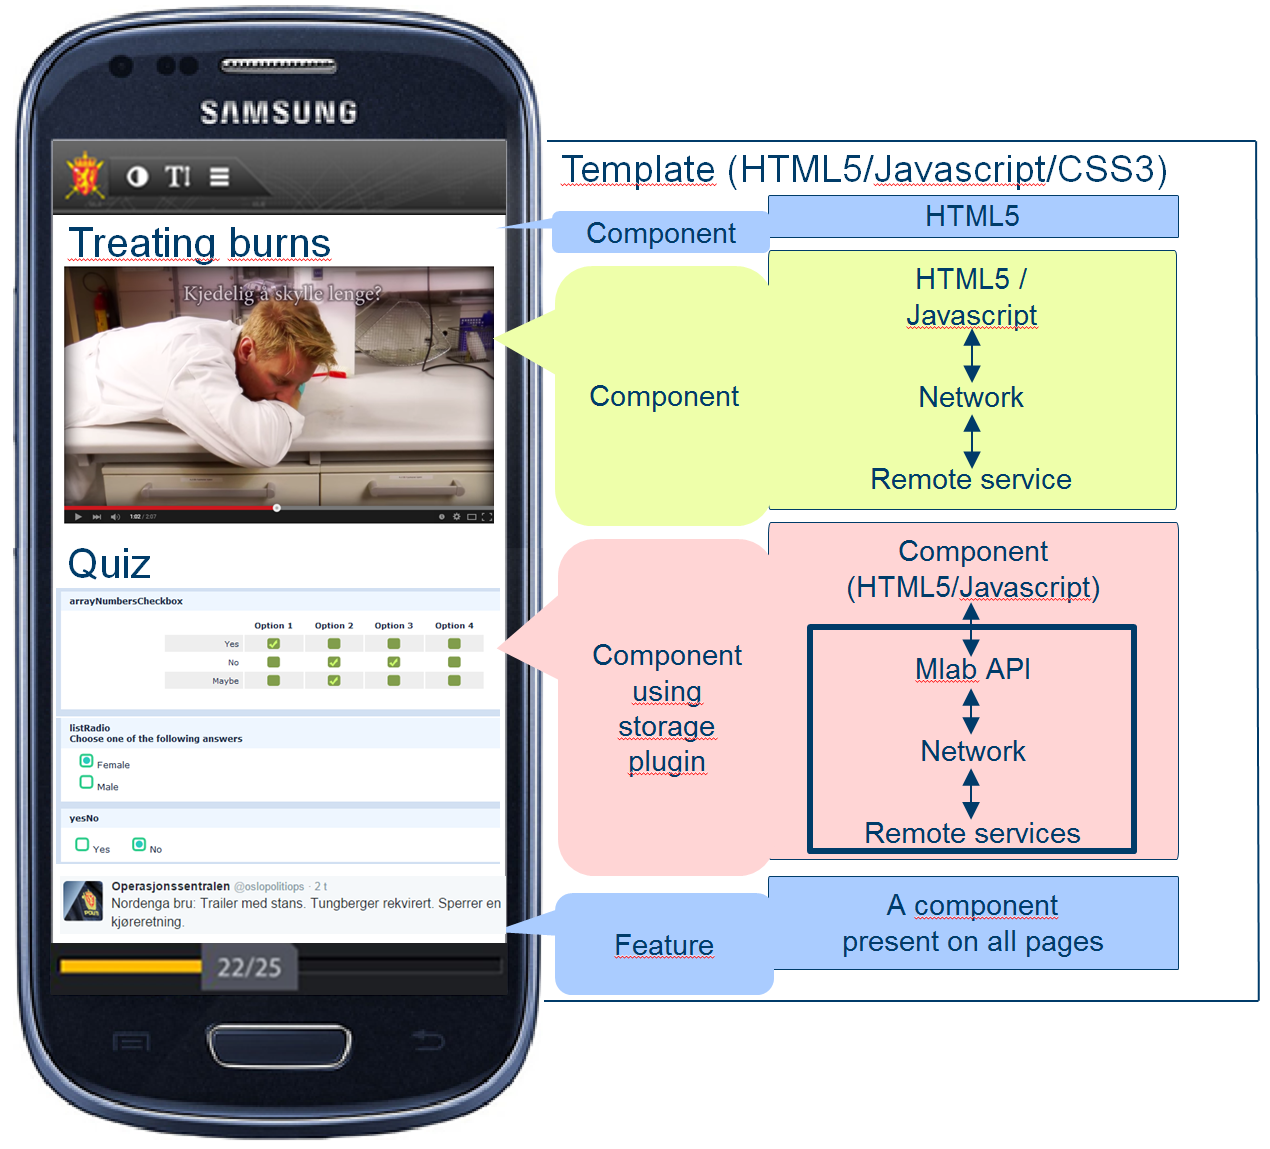 SAMSUNG
T!
Treating burns
Kjedelig å skylle lenge?
1:02 / 2:07
Quiz
arrayNumbersCheckbox
Option 1 Option 2 Option 3 Option 4
Yes
No
Maybe
listRadio
Choose one of the following answers
Female
Male
yesNo
Yes No
Operasjonssentralen @oslopolitiops · 2 t
Nordenga bru: Trailer med stans. Tungberger rekvirert. Sperrer en
kjøreretning.
22/25
Template (HTML5/Javascript/CSS3)
Component
HTML5
Component
HTML5 /
Javascript
Network
Remote service
Component
using
storage
plugin
Component
(HTML5/Javascript)
Mlab API
Network
Remote services
Feature
A component
present on all pages